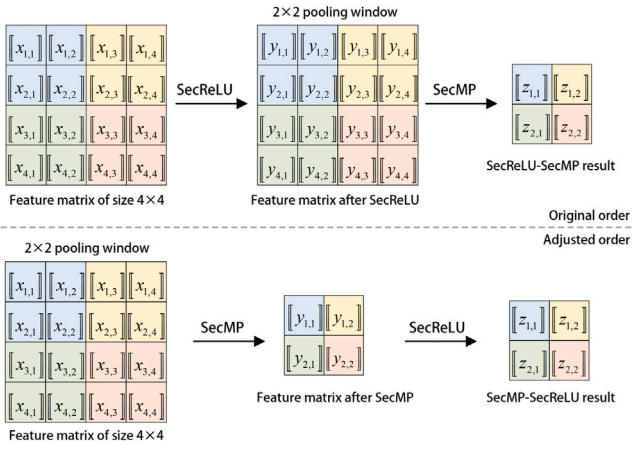 2×2 pooling window
⟦x1,1⟧ ⟦x1,2⟧ ⟦x1,3⟧ ⟦x1,4⟧ ⟦y1,1⟧ ⟦y1,2⟧ ⟦y1,3⟧ ⟦y1,4⟧
⟦x2,1⟧ ⟦x2,2⟧ ⟦x2,3⟧ ⟦x2,4⟧ SecReLU ⟦y2,1⟧ ⟦y2,2⟧ ⟦y2,3⟧ ⟦y2,4⟧ SecMP ⟦z1,1⟧ ⟦z1,2⟧
⟦x3,1⟧ ⟦x3,2⟧ ⟦x3,3⟧ ⟦x3,4⟧ ⟦y3,1⟧ ⟦y3,2⟧ ⟦y3,3⟧ ⟦y3,4⟧ ⟦z2,1⟧ ⟦z2,2⟧
⟦x4,1⟧ ⟦x4,2⟧ ⟦x4,3⟧ ⟦x4,4⟧ ⟦y4,1⟧ ⟦y4,2⟧ ⟦y4,3⟧ ⟦y4,4⟧ SecReLU-SecMP result
Feature matrix of size 4×4 Feature matrix after SecReLU
Original order
Adjusted order
2×2 pooling window
⟦x1,1⟧ ⟦x1,2⟧ ⟦x1,3⟧ ⟦x1,4⟧
⟦x2,1⟧ ⟦x2,2⟧ ⟦x2,3⟧ ⟦x2,4⟧ SecMP ⟦y1,1⟧ ⟦y1,2⟧ SecReLU ⟦z1,1⟧ ⟦z1,2⟧
⟦x3,1⟧ ⟦x3,2⟧ ⟦x3,3⟧ ⟦x3,4⟧ ⟦y2,1⟧ ⟦y2,2⟧ ⟦z2,1⟧ ⟦z2,2⟧
⟦x4,1⟧ ⟦x4,2⟧ ⟦x4,3⟧ ⟦x4,4⟧ Feature matrix after SecMP SecMP-SecReLU result
Feature matrix of size 4×4